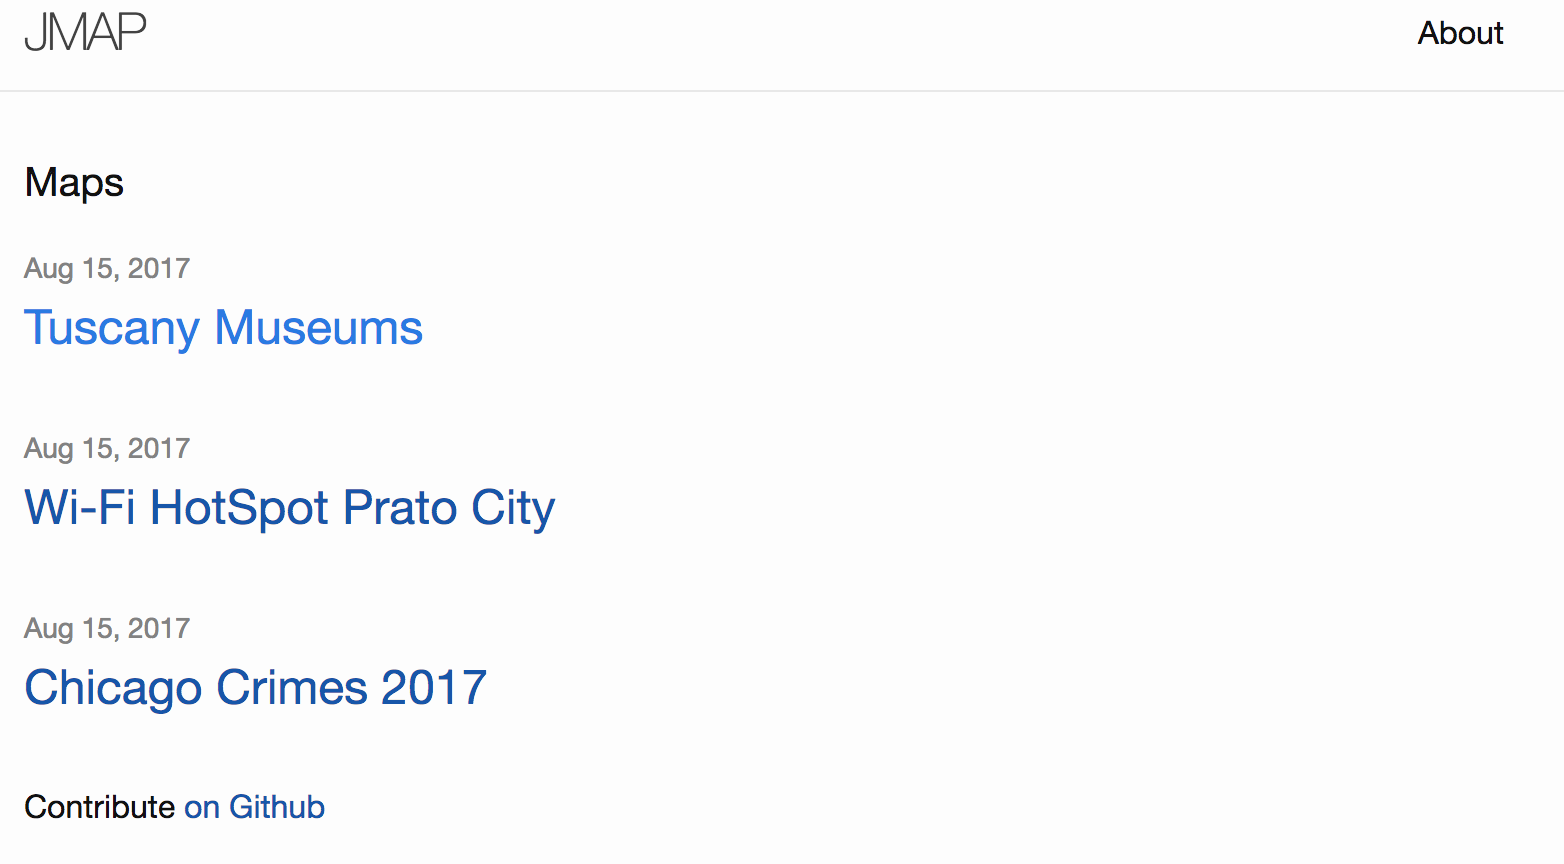 JMAP
About
Maps
Aug 15, 2017
Tuscany Museums
Aug 15, 2017
Wi-Fi HotSpot Prato City
Aug 15, 2017
Chicago Crimes 2017
Contribute on Github